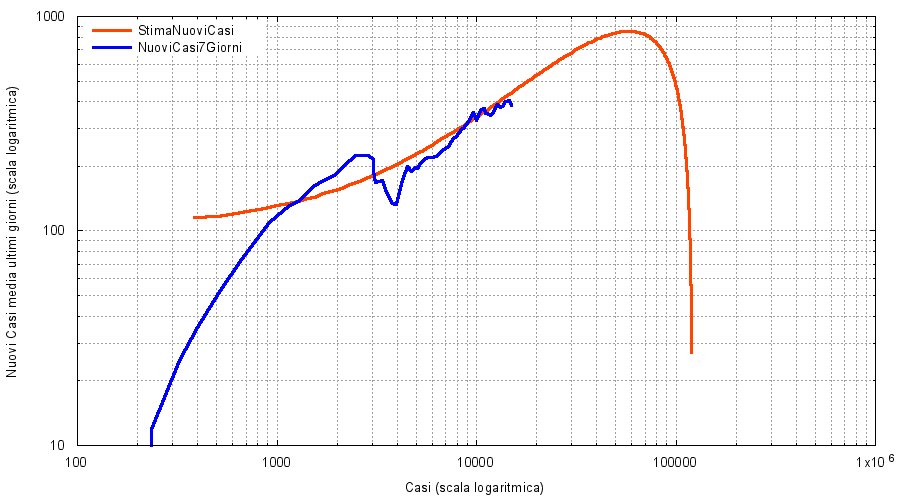 1000
StimaNuoviCasi
NuoviCasi7Giorni
Nuovi Casi media ultimi giorni (scala logaritmica)
100
10
100
1000
10000
100000
1x10 6
Casi (scala logaritmica)